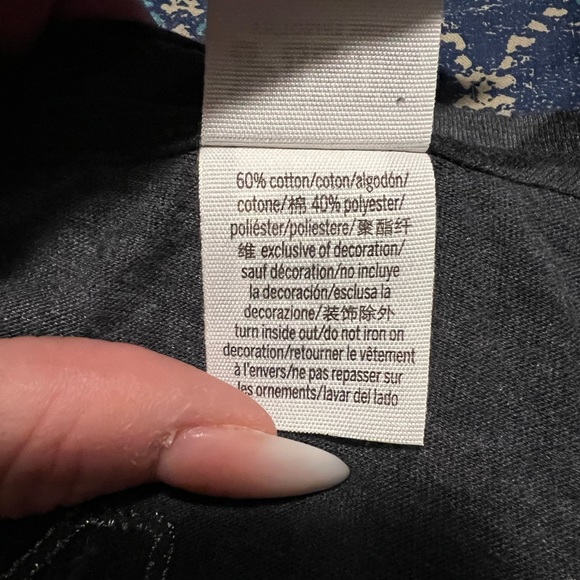 60% cotton/coton/algodón/
cotone/棉 40% polyester/
poliéster/poliestere/聚酯纤
维 exclusive of decoration/
sauf décoration/no incluye
la decoración/esclusa la
decorazione/装饰除外
turn inside out/do not iron on
decoration/retourner le vêtement
à l'envers/ne pas repasser sur
les ornements/lavar del lado